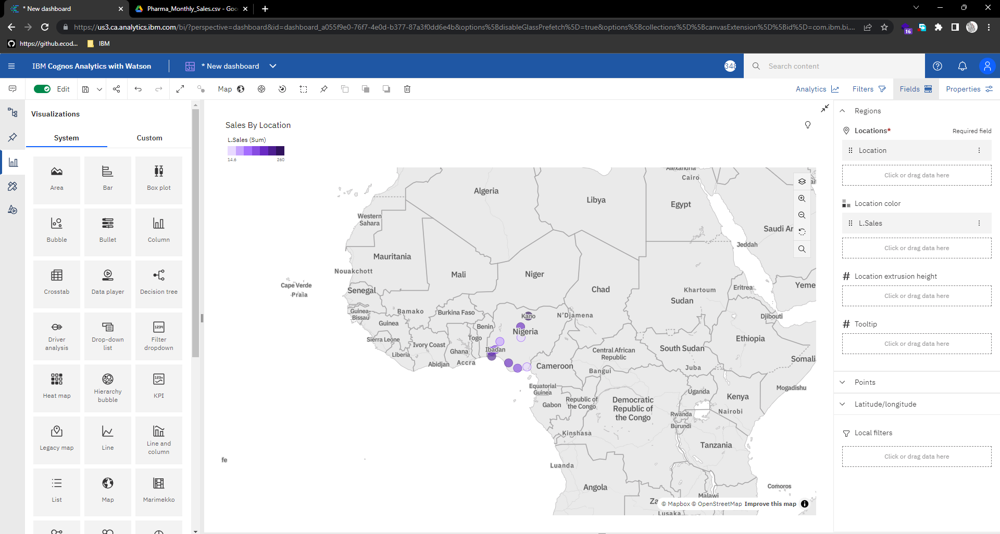 * New dashboard
Pharma_Monthly_Sales.csv - Goo
https://us3.ca.analytics.ibm.com/bi/?perspective=dashboard&id=dashboard_a055f9e0-76f7-4e0d-b377-87a3f0dd6e4b&options%5BdisableGlassPrefetch%5D=true&options%5Bcollections%5D%5BcanvasExtension%5D%5Bid%5D=com.ibm.bi....
16
https://github.ecod...
IBM
IBM Cognos Analytics with Watson
* New dashboard
348
Search content
Edit
Map
Analytics
Filters
Fields
Properties
Visualizations
System
Custom
Area
Bar
Box plot
Bubble
Bullet
Column
Crosstab
Data player
Decision tree
Driver
analysis
Drop-down
list
1234
Filter
dropdown
Heat map
Hierarchy
bubble
123
KPI
Legacy map
Line
Line and
column
List
Map
Marimekko
Sales By Location
L.Sales (Sum)
14.6
260
Alexandria
Cairo
Algeria
Libya
Egypt
Western
Sahara
Saudi Ar
Jeddah
Mauritania
Nouakchott
Mali
Niger
Chad
Cape Verde
Praia
Senegal
Khartoum
Eritrea
Yeme
Sudan
Guinea-
Bissau
Bamako
Burkina Faso
Kano
N'Djamena
Djibouti
Guinea
Benin
Nigeria
Sierra Leone
Togo
Ivory Coast
Ghana
Ibadan
Ethiopia
Liberia
Abidjan
Accra
Central African
Republic
South Sudan
Somali
Cameroon
Bangui
Juba
Equatorial
Guinea
Uganda
Mogadishu
Gabon
Republic of
the Congo
Democratic
Republic of
the Congo
Kenya
Nairobi
Rwanda
Burundi
Kinshasa
Tanzania
fe
Luanda
Angola
Comoros
Malawi
Za
Lusaka
© Mapbox © OpenStreetMap Improve this map
Regions
Locations*
Required field
Location
Click or drag data here
Location color
L.Sales
Click or drag data here
# Location extrusion height
Click or drag data here
# Tooltip
Click or drag data here
Points
Latitude/longitude
Local filters
Click or drag data here